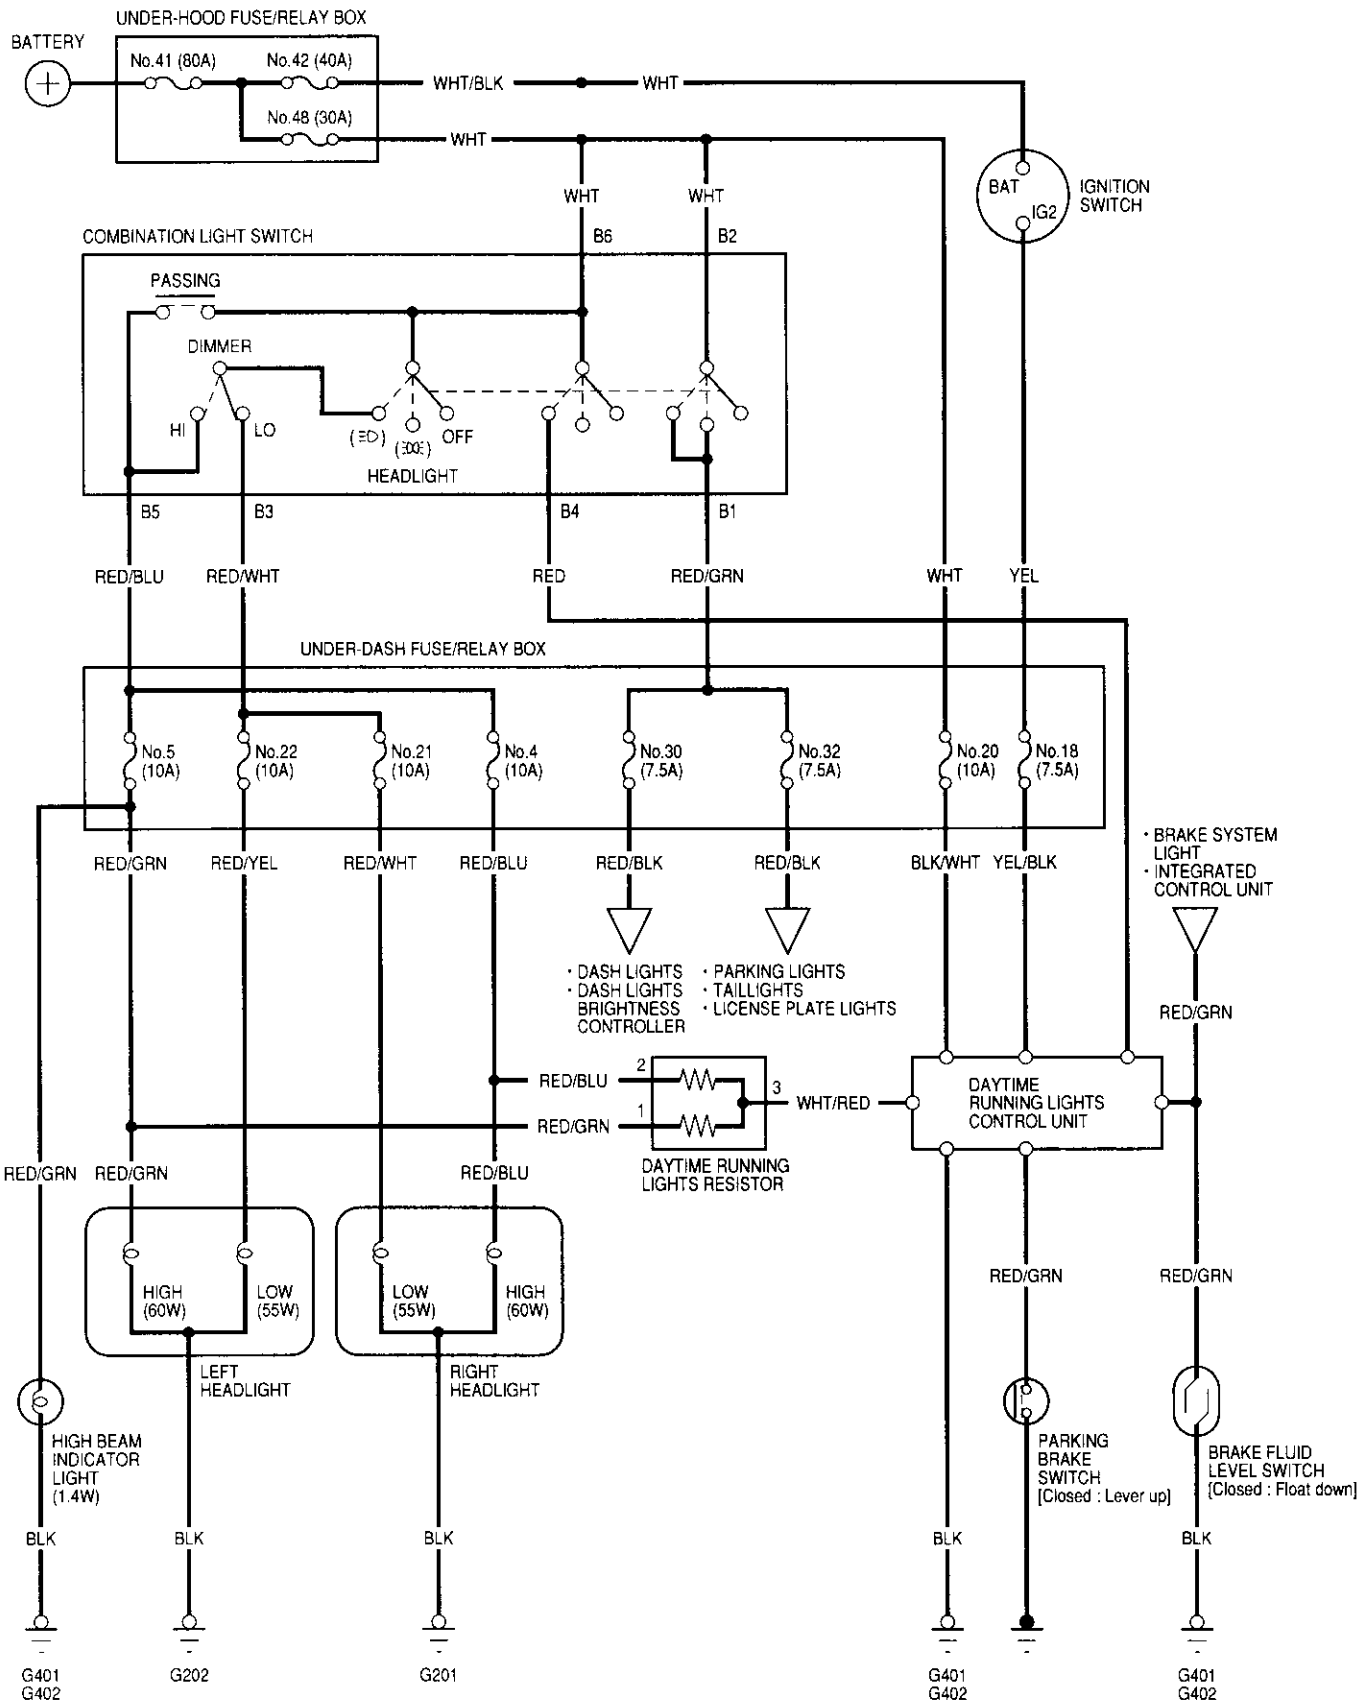 UNDER-HOOD FUSE/RELAY BOX
BATTERY
No.41 (80A)
No.42 (40A)
WHT/BLK
WHT
No.48 (30A)
WHT
BAT
IG2
IGNITION
SWITCH
WHT
WHT
COMBINATION LIGHT SWITCH
B6
B2
PASSING
DIMMER
HI
LO
OFF
HEADLIGHT
B5
B3
B4
B1
RED/BLU
RED/WHT
RED
RED/GRN
WHT
YEL
UNDER-DASH FUSE/RELAY BOX
No.5
(10A)
No.22
(10A)
No.21
(10A)
No.4
(10A)
No.30
(7.5A)
No.32
(7.5A)
No.20
(10A)
No.18
(7.5A)
RED/GRN
RED/YEL
RED/WHT
RED/BLU
RED/BLK
RED/BLK
BLK/WHT
YEL/BLK
· BRAKE SYSTEM
LIGHT
· INTEGRATED
CONTROL UNIT
· DASH LIGHTS
· DASH LIGHTS
BRIGHTNESS
CONTROLLER
· PARKING LIGHTS
· TAILLIGHTS
· LICENSE PLATE LIGHTS
RED/GRN
RED/BLU
2
3
WHT/RED
RED/GRN
1
DAYTIME
RUNNING LIGHTS
CONTROL UNIT
DAYTIME RUNNING
LIGHTS RESISTOR
RED/GRN
RED/GRN
RED/BLU
HIGH
(60W)
LOW
(55W)
LOW
(55W)
HIGH
(60W)
RED/GRN
RED/GRN
LEFT
HEADLIGHT
RIGHT
HEADLIGHT
HIGH BEAM
INDICATOR
LIGHT
(1.4W)
PARKING
BRAKE
SWITCH
[Closed : Lever up]
BRAKE FLUID
LEVEL SWITCH
[Closed : Float down]
BLK
BLK
BLK
BLK
BLK
G401
G402
G202
G201
G401
G402
G401
G402